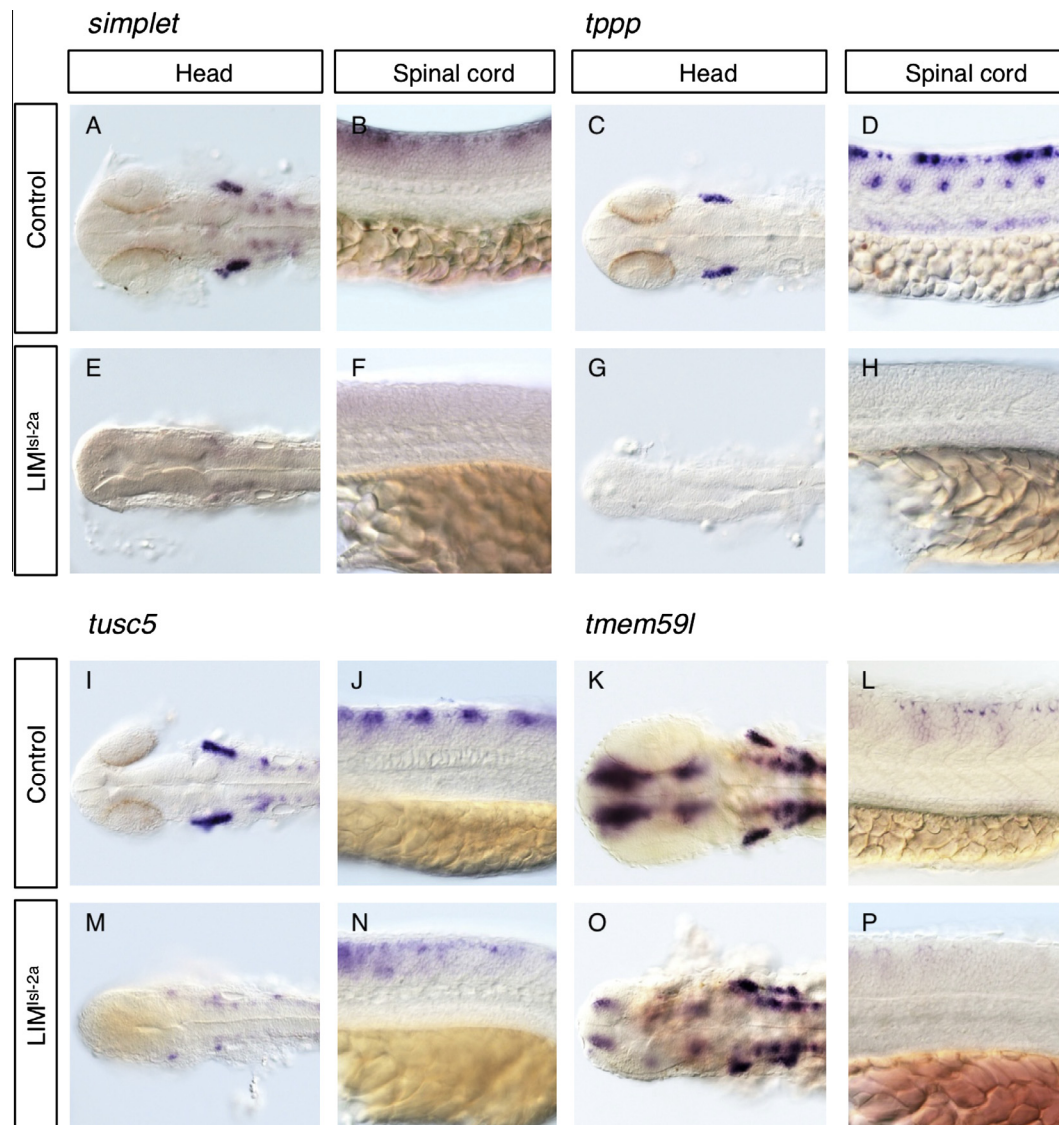 simplet tppp
Head Spinal cord Head Spinal cord
Control A B C D
LIMIsl-2a E F G H
tusc5 tmem59l
Control I J K L
LIMIsl-2a M N O P